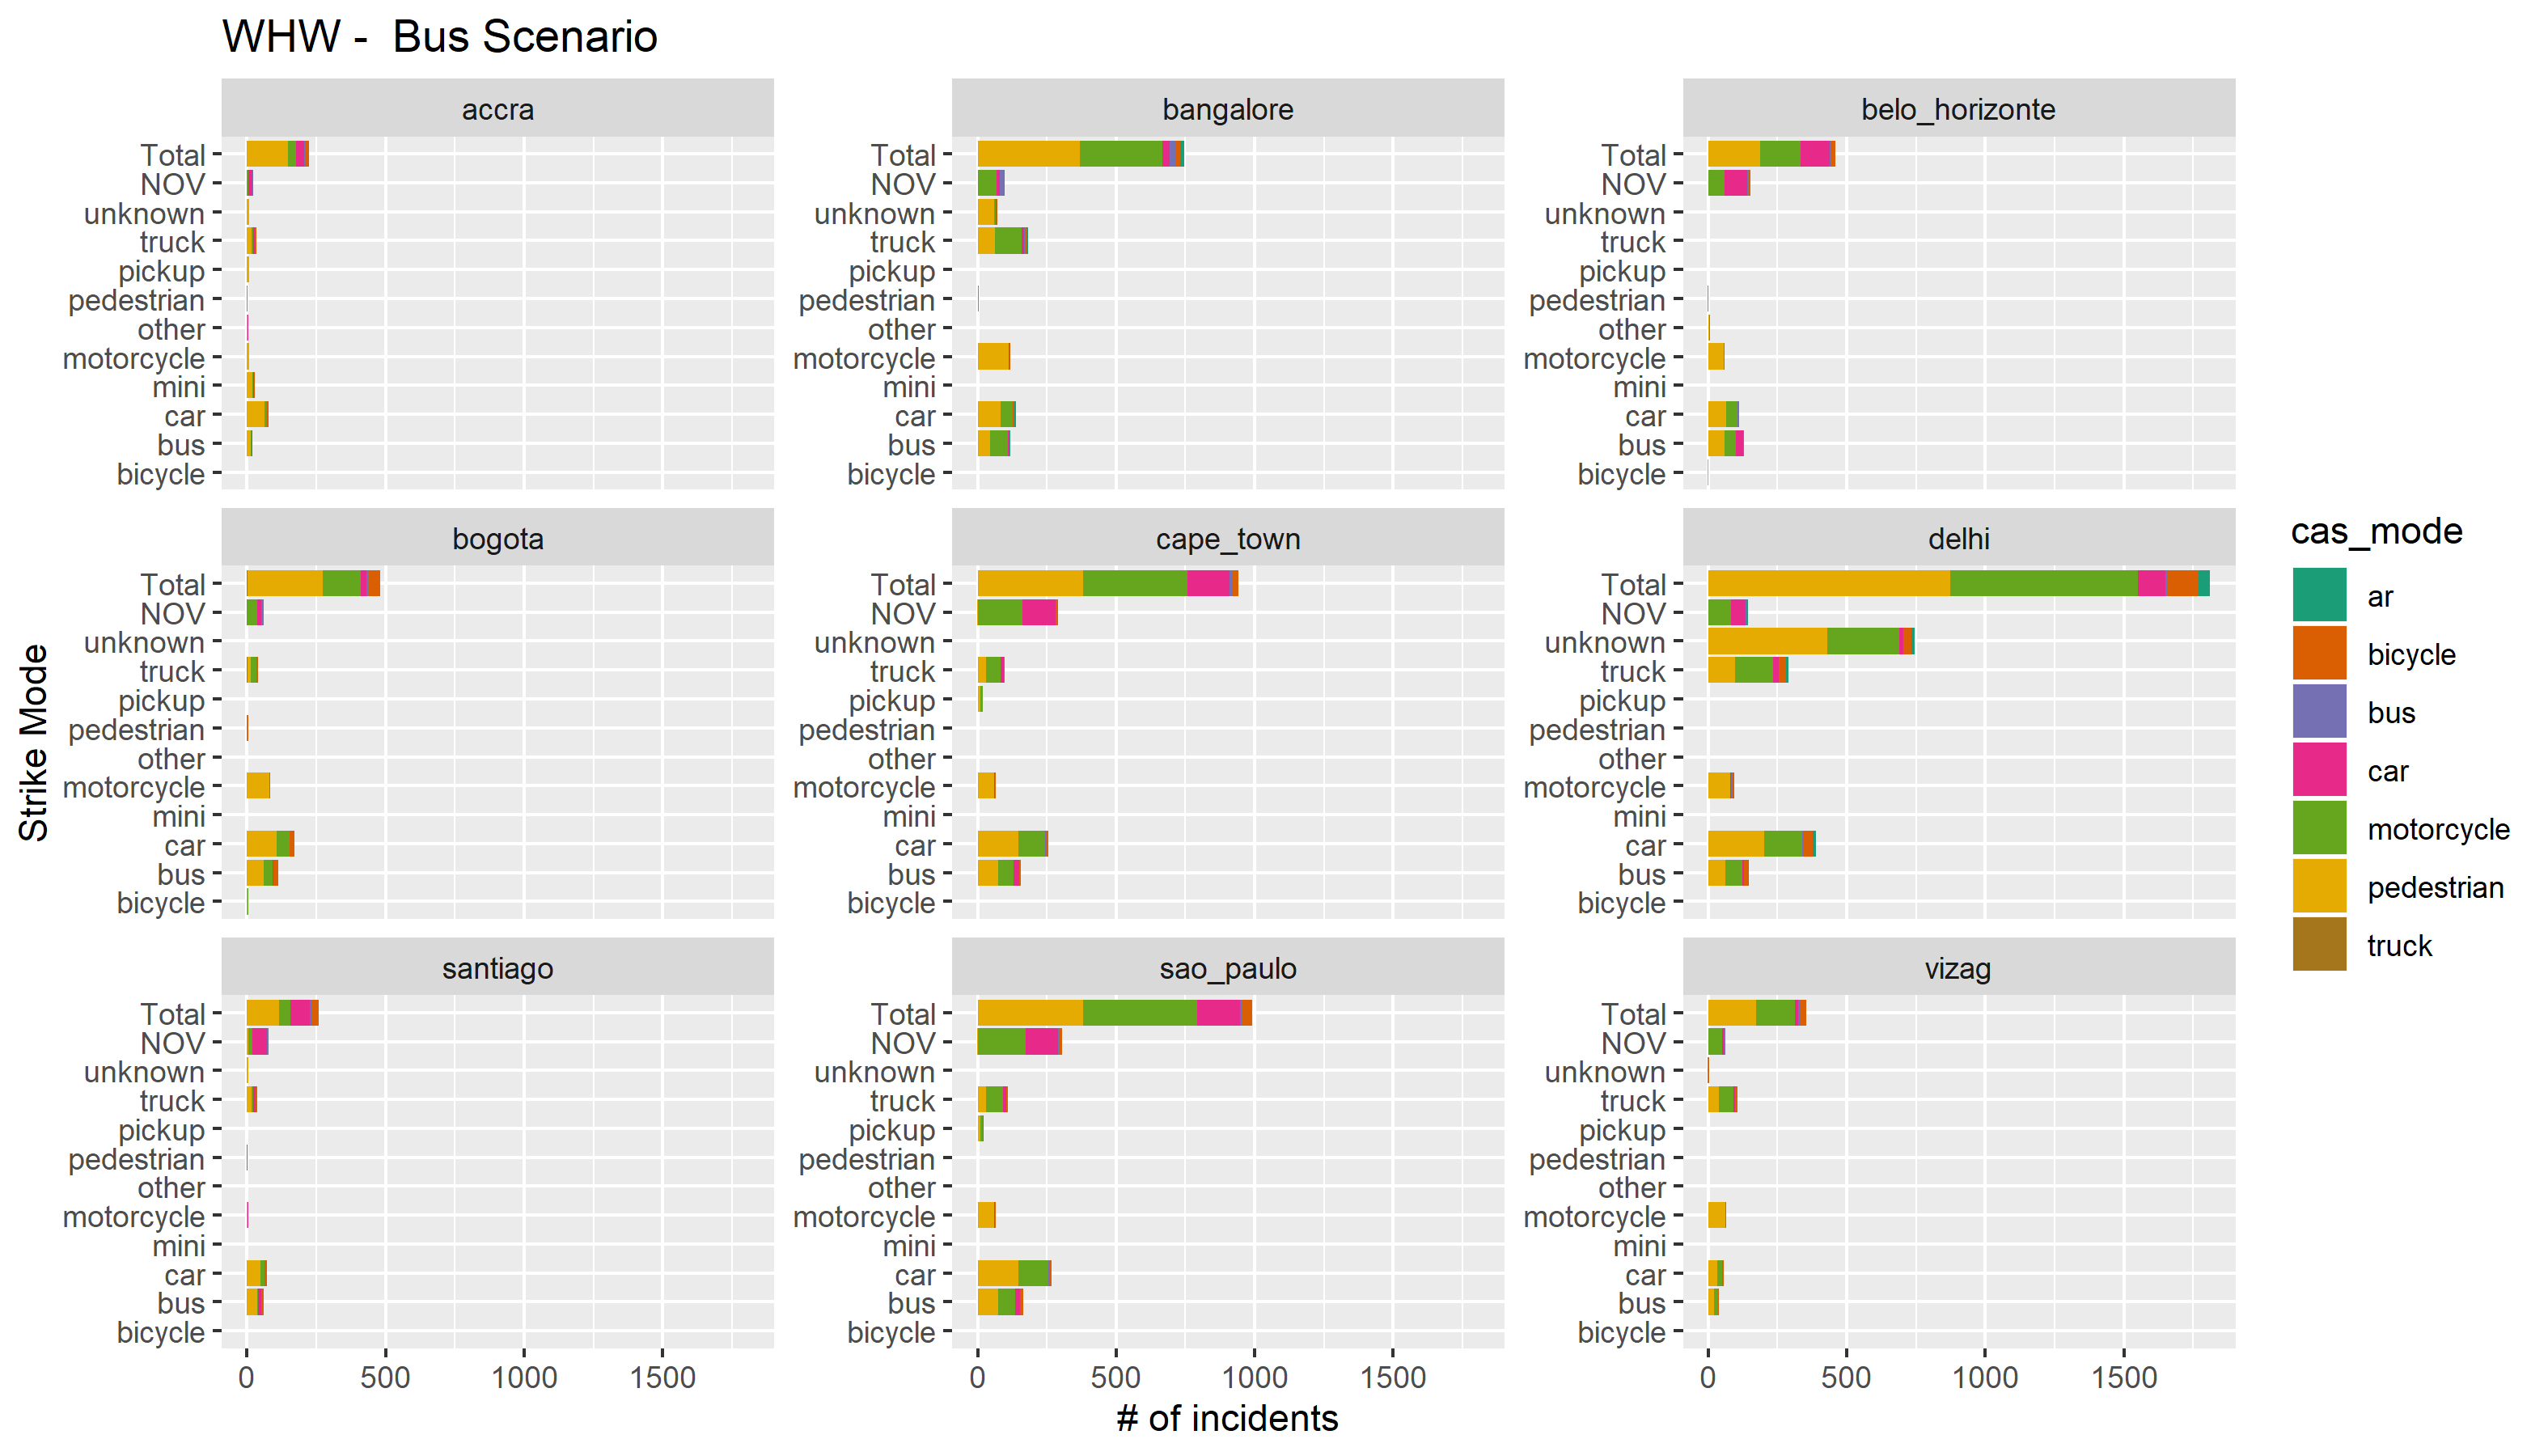 WHW -  Bus Scenario
accra
bangalore
belo_horizonte
Total
NOV
unknown
truck
pickup
pedestrian
other
motorcycle
mini
car
bus
bicycle
Total
NOV
unknown
truck
pickup
pedestrian
other
motorcycle
mini
car
bus
bicycle
Total
NOV
unknown
truck
pickup
pedestrian
other
motorcycle
mini
car
bus
bicycle
bogota
cape_town
delhi
Total
NOV
unknown
truck
pickup
pedestrian
other
motorcycle
mini
car
bus
bicycle
Total
NOV
unknown
truck
pickup
pedestrian
other
motorcycle
mini
car
bus
bicycle
Total
NOV
unknown
truck
pickup
pedestrian
other
motorcycle
mini
car
bus
bicycle
santiago
sao_paulo
vizag
Total
NOV
unknown
truck
pickup
pedestrian
other
motorcycle
mini
car
bus
bicycle
Total
NOV
unknown
truck
pickup
pedestrian
other
motorcycle
mini
car
bus
bicycle
Total
NOV
unknown
truck
pickup
pedestrian
other
motorcycle
mini
car
bus
bicycle
0 500 1000 1500
0 500 1000 1500
0 500 1000 1500
# of incidents
Strike Mode
cas_mode
ar
bicycle
bus
car
motorcycle
pedestrian
truck